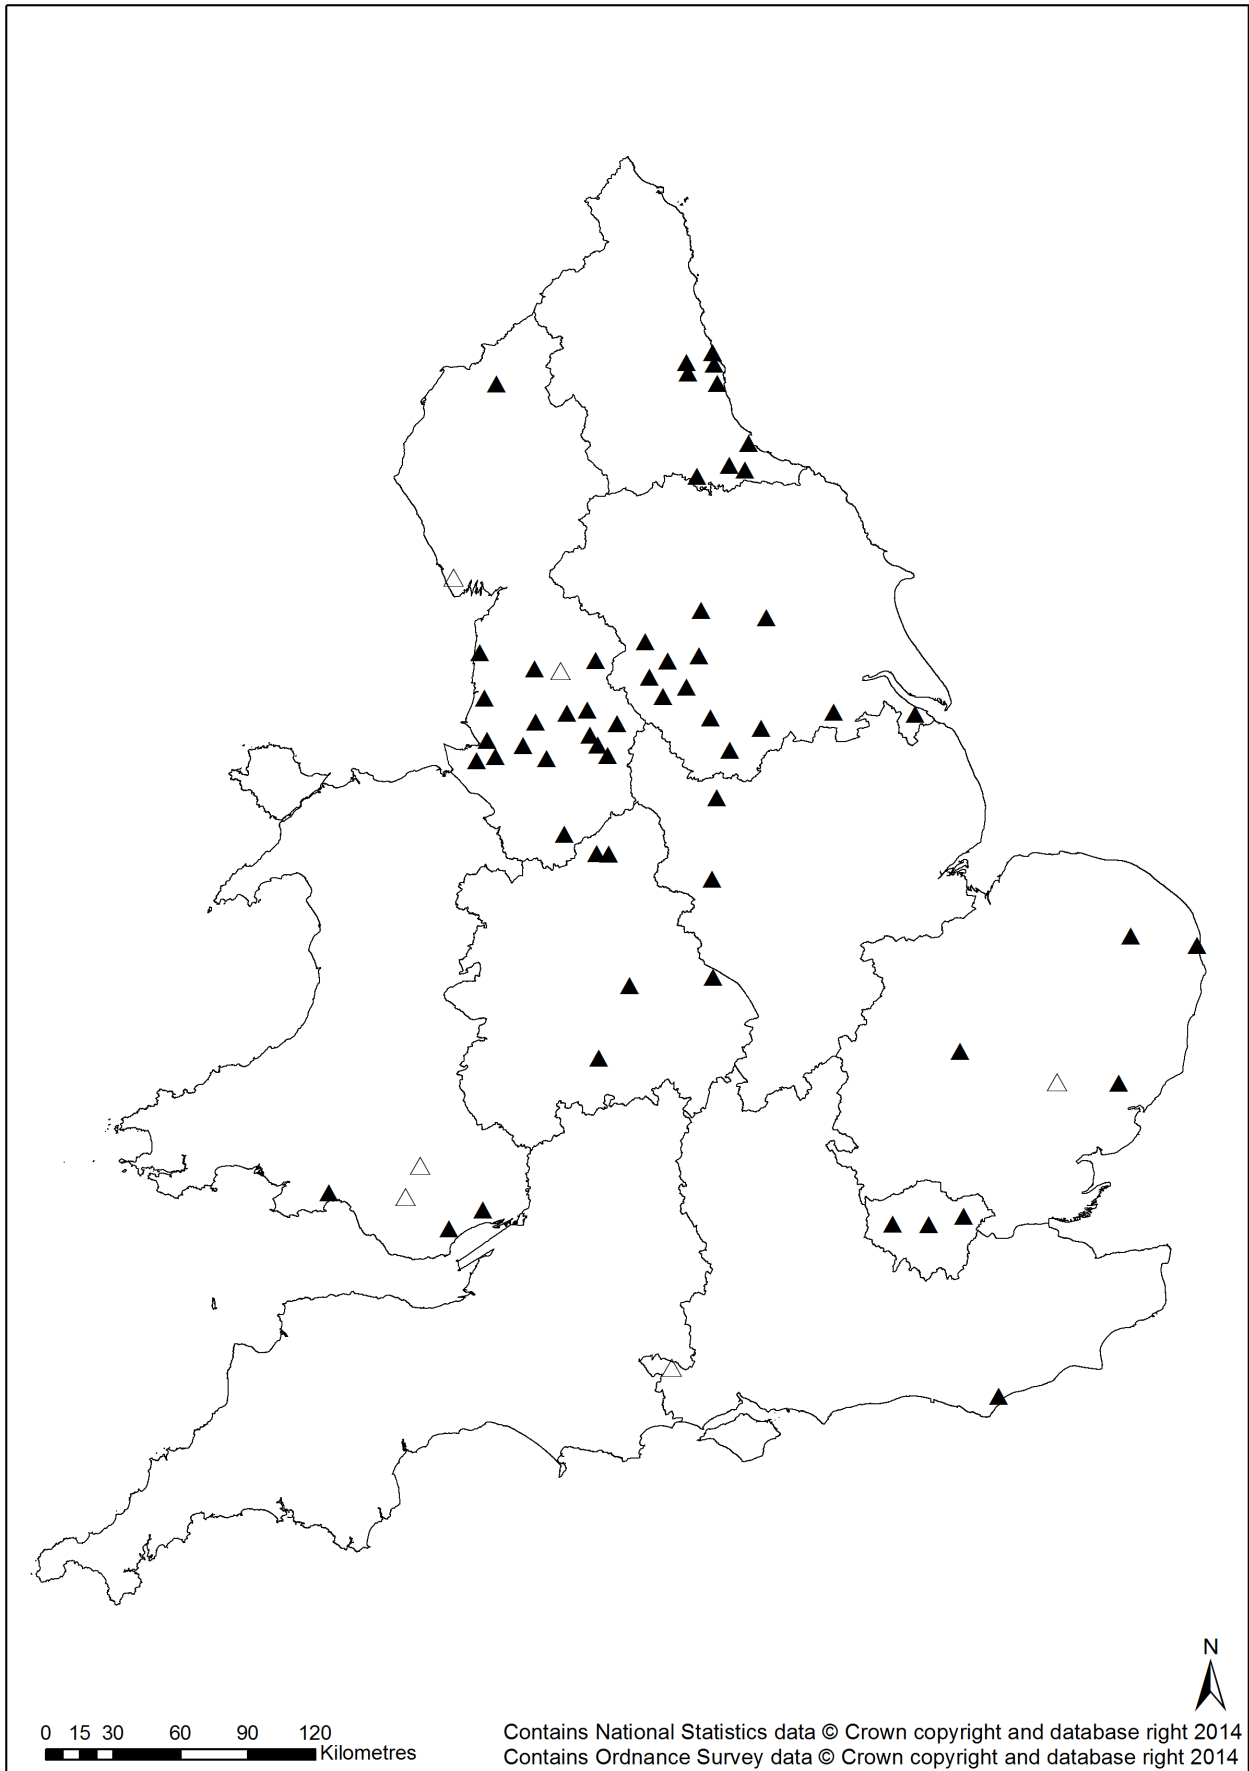 N
0 15 30 60 90 120
Kilometres
Contains National Statistics data © Crown copyright and database right 2014
Contains Ordnance Survey data © Crown copyright and database right 2014